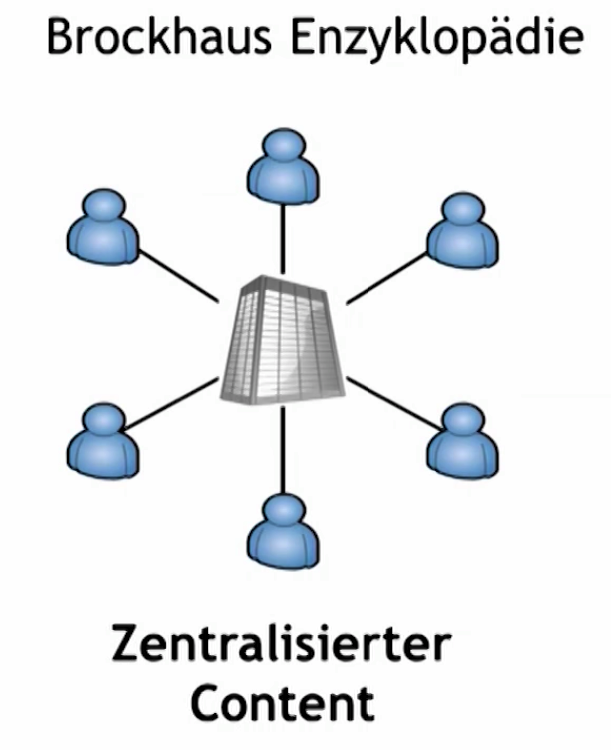 Brockhaus Enzyklopädie
Zentralisierter
Content